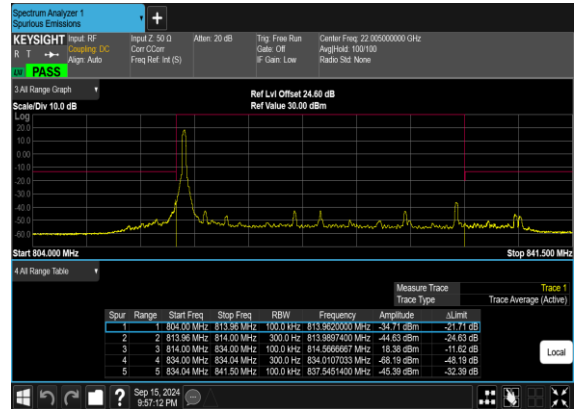 Spectrum Analyzer 1
Spurious Emissions
KEYSIGHT Input: RF Input Z: 50 Ω Atten: 20 dB Trig: Free Run Center Freq: 22.005000000 GHz
R T Coupling: DC Corr CCorr Gate: Off Avg|Hold: 100/100
Align: Auto Freq Ref: Int (S) IF Gain: Low Radio Std: None
LW PASS
3 All Range Graph
Ref Lvl Offset 24.60 dB
Scale/Div 10.0 dB Ref Value 30.00 dBm
Log
20.0
10.0
0.00
-10.0
-20.0
-30.0
-40.0
-50.0
-60.0
Start 804.000 MHz Stop 841.500 MHz
4 All Range Table
Measure Trace Trace 1
Trace Type Trace Average (Active)
Spur Range Start Freq Stop Freq RBW Frequency Amplitude ΔLimit
1 1 804.00 MHz 813.96 MHz 100.0 kHz 813.9620000 MHz -34.71 dBm -21.71 dB
2 2 813.96 MHz 814.00 MHz 300.0 Hz 813.9897400 MHz -44.63 dBm -24.63 dB
3 3 814.00 MHz 834.00 MHz 100.0 kHz 814.5666667 MHz 18.38 dBm -11.62 dB
4 4 834.00 MHz 834.04 MHz 300.0 Hz 834.0107033 MHz -68.19 dBm -48.19 dB
5 5 834.04 MHz 841.50 MHz 100.0 kHz 837.5451400 MHz -45.39 dBm -32.39 dB
Local
Sep 15, 2024
9:57:12 PM